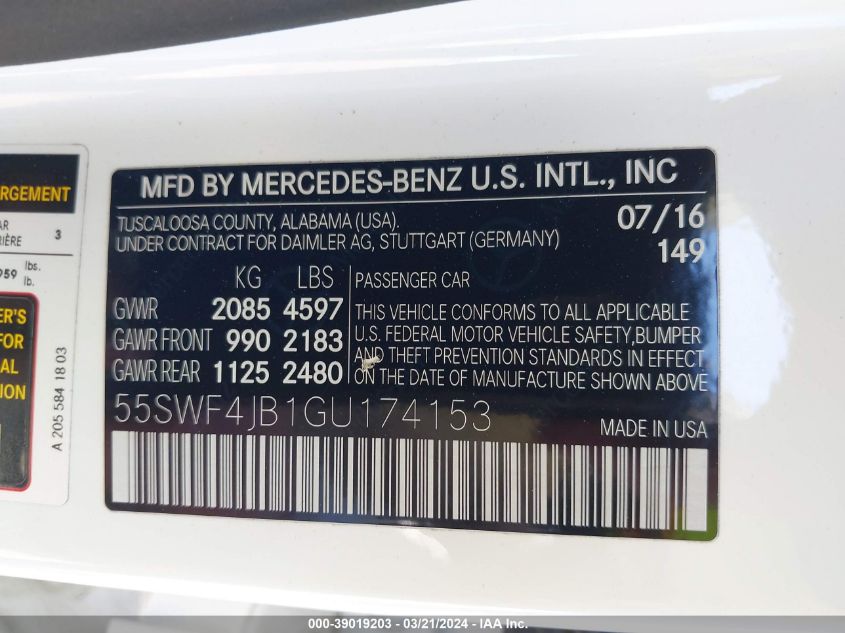 RGEMENT
AR
RIÈRE 3
959 lbs.
lb.
ER'S
FOR
AL
ION
A 205 584 18 03
MFD BY MERCEDES-BENZ U.S. INTL., INC
TUSCALOOSA COUNTY, ALABAMA (USA). 07/16
UNDER CONTRACT FOR DAIMLER AG, STUTTGART (GERMANY) 149
KG LBS
GVWR 2085 4597
GAWR FRONT 990 2183
GAWR REAR 1125 2480
PASSENGER CAR
THIS VEHICLE CONFORMS TO ALL APPLICABLE
U.S. FEDERAL MOTOR VEHICLE SAFETY,BUMPER
AND THEFT PREVENTION STANDARDS IN EFFECT
ON THE DATE OF MANUFACTURE SHOWN ABOVE
55SWF4JB1GU174153
MADE IN USA
000-39019203 - 03/21/2024 - IAA Inc.